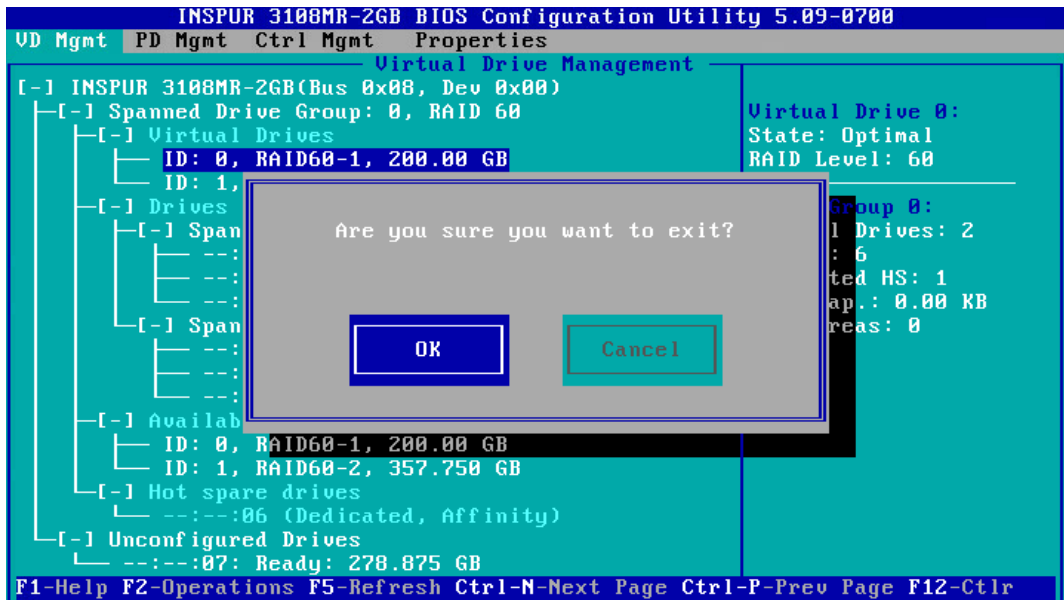 INSPUR 3108MR-2GB BIOS Configuration Utility 5.09-0700
VD Mgmt PD Mgmt Ctrl Mgmt Properties
Virtual Drive Management
[-] INSPUR 3108MR-2GB(Bus 0x08, Dev 0x00)
[-] Spanned Drive Group: 0, RAID 60
[-] Virtual Drives
ID: 0, RAID60-1, 200.00 GB
ID: 1,
[-] Drives
[-] Span
--:
--:
--:
[-] Span
--:
--:
--:
[-] Availab
ID: 0, RAID60-1, 200.00 GB
ID: 1, RAID60-2, 357.750 GB
[-] Hot spare drives
--:--:06 (Dedicated, Affinity)
[-] Unconfigured Drives
--:--:07: Ready: 278.875 GB
Virtual Drive 0:
State: Optimal
RAID Level: 60
Group 0:
l Drives: 2
: 6
ted HS: 1
ap.: 0.00 KB
reas: 0
Are you sure you want to exit?
OK
Cancel
F1-Help F2-Operations F5-Refresh Ctrl-N-Next Page Ctrl-P-Prev Page F12-Ctlr